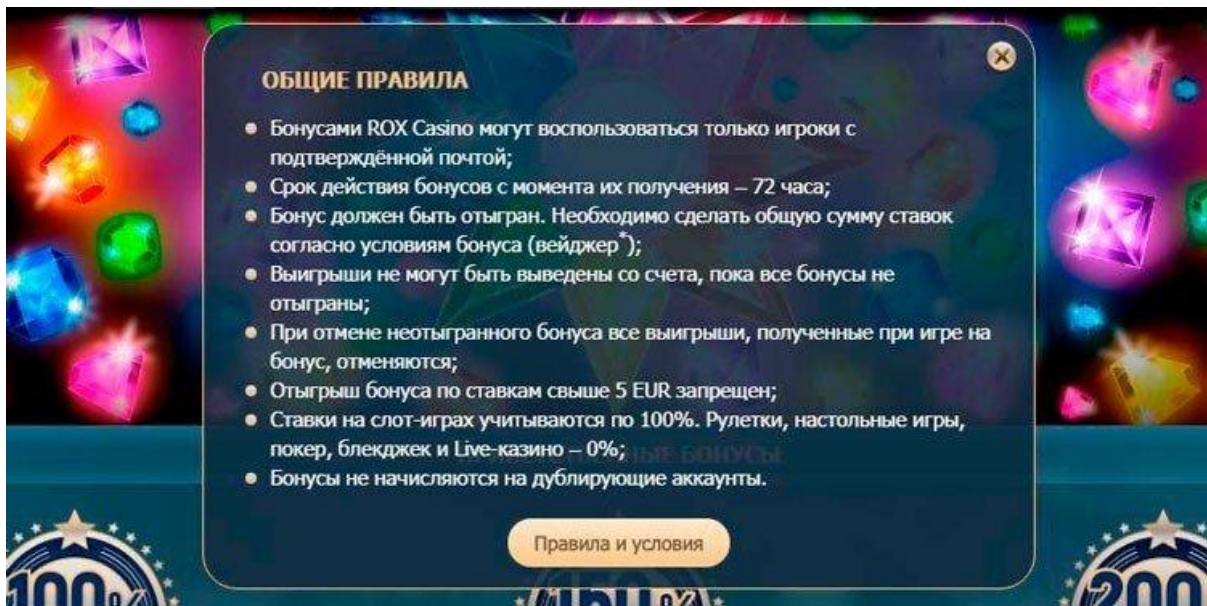 ОБЩИЕ ПРАВИЛА
Бонусами ROX Casino могут воспользоваться только игроки с
подтверждённой почтой;
Срок действия бонусов с момента их получения – 72 часа;
Бонус должен быть отыгран. Необходимо сделать общую сумму ставок
согласно условиям бонуса (вейджер*);
Выигрыши не могут быть выведены со счета, пока все бонусы не
отыграны;
При отмене неотыгранного бонуса все выигрыши, полученные при игре на
бонус, отменяются;
Отыгрыш бонуса по ставкам свыше 5 EUR запрещен;
Ставки на слот-играх учитываются по 100%. Рулетки, настольные игры,
покер, блекджек и Live-казино – 0%;
БОНУСЫ
Бонусы не начисляются на дублирующие аккаунты.
Правила и условия
100% 150% 200